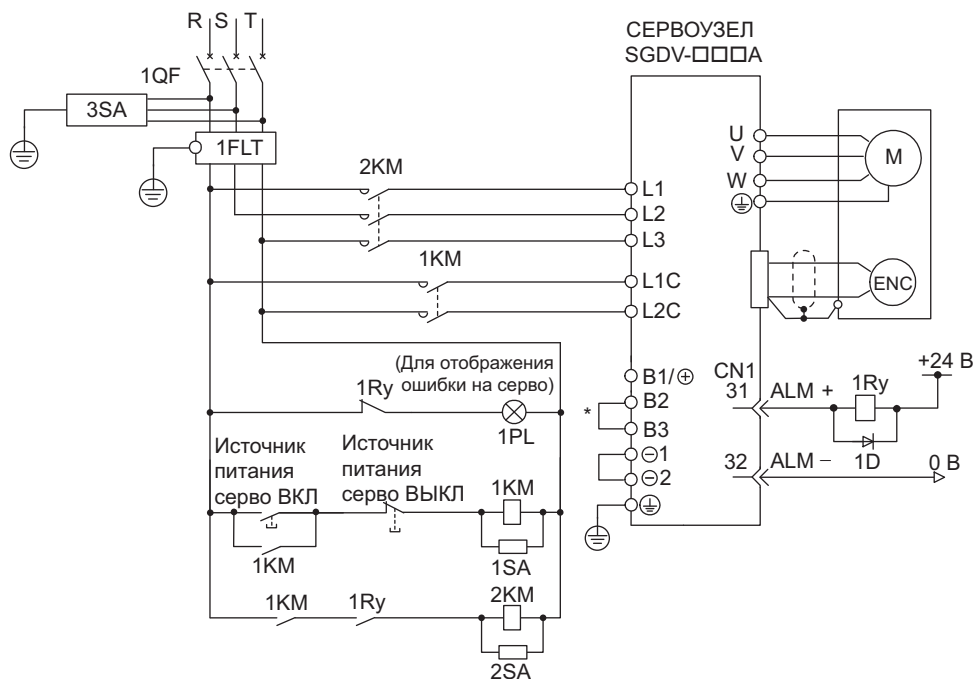 R S T
1QF
3SA
1FLT
СЕРВОУЗЕЛ
SGDV-□□□A
2KM
L1
L2
L3
1KM
L1C
L2C
U
V
W
M
ENC
(Для отображения
ошибки на серво)
1Ry
1PL
B1/⊕
* B2
B3
⊖1
⊖2
CN1
31 ALM +
1Ry
+24 В
1D
32 ALM −
0 В
Источник
питания
серво ВКЛ
Источник
питания
серво ВЫКЛ
1KM
1KM
1SA
1KM
1Ry
2KM
2SA